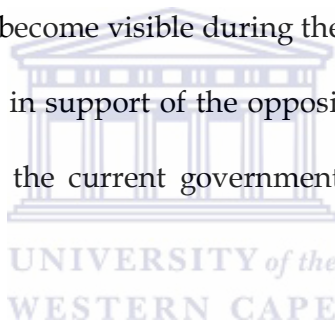 become visible during the
in support of the opposi
the current government
UNIVERSITY of the
WESTERN CAPE